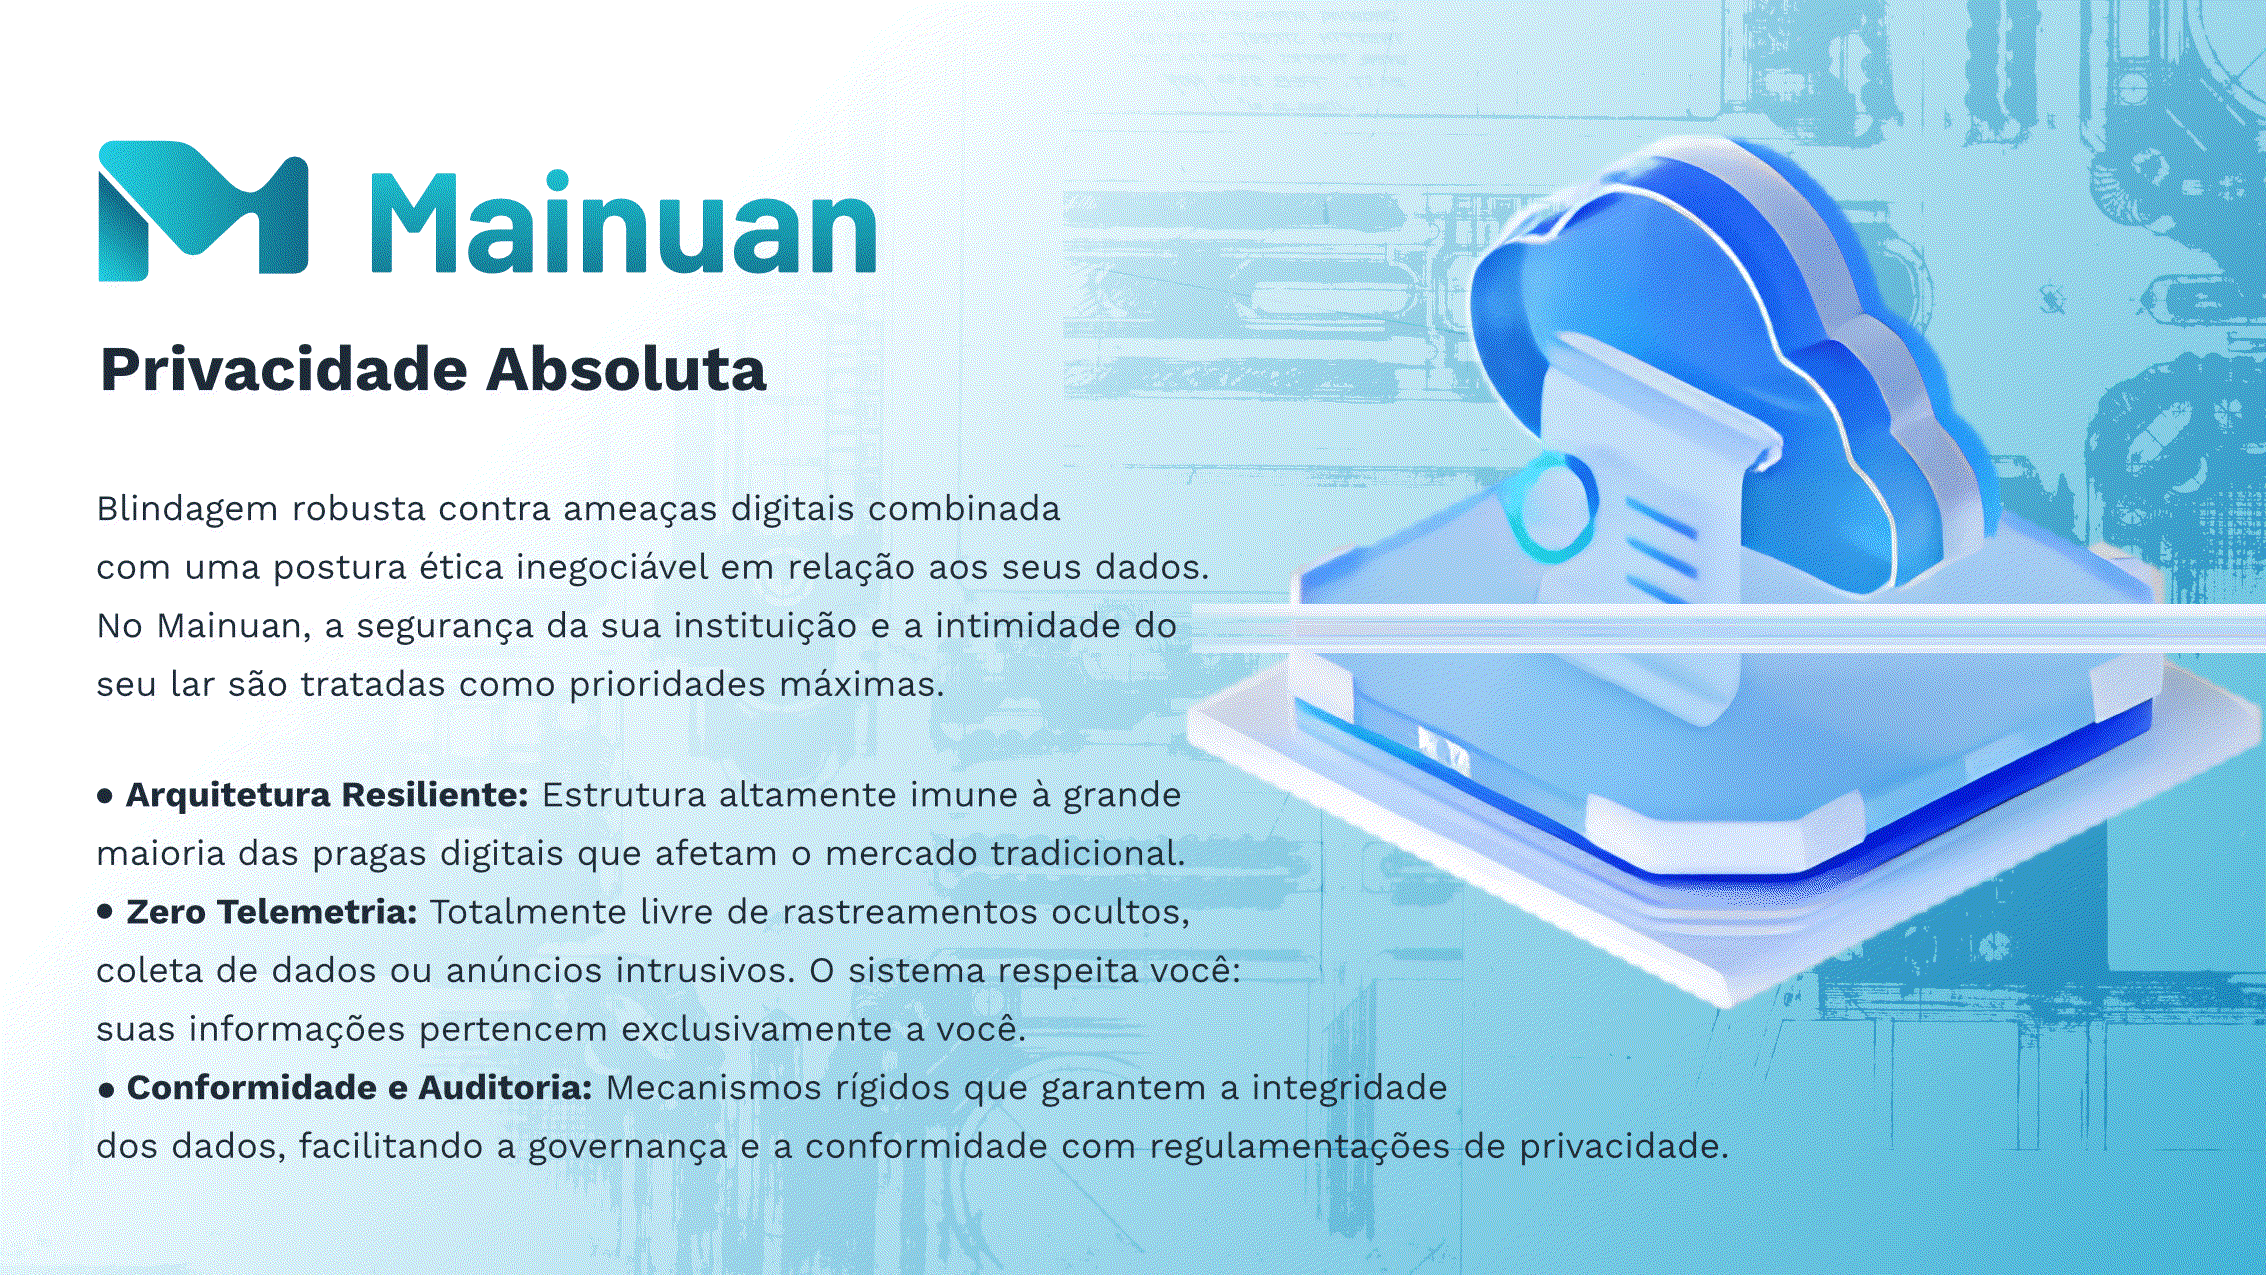 Mainuan
Privacidade Absoluta
Blindagem robusta contra ameaças digitais combinada
com uma postura ética inegociável em relação aos seus dados.
No Mainuan, a segurança da sua instituição e a intimidade do
seu lar são tratadas como prioridades máximas.
● Arquitetura Resiliente: Estrutura altamente imune à grande
maioria das pragas digitais que afetam o mercado tradicional.
● Zero Telemetria: Totalmente livre de rastreamentos ocultos,
coleta de dados ou anúncios intrusivos. O sistema respeita você:
suas informações pertencem exclusivamente a você.
● Conformidade e Auditoria: Mecanismos rígidos que garantem a integridade
dos dados, facilitando a governança e a conformidade com regulamentações de privacidade.